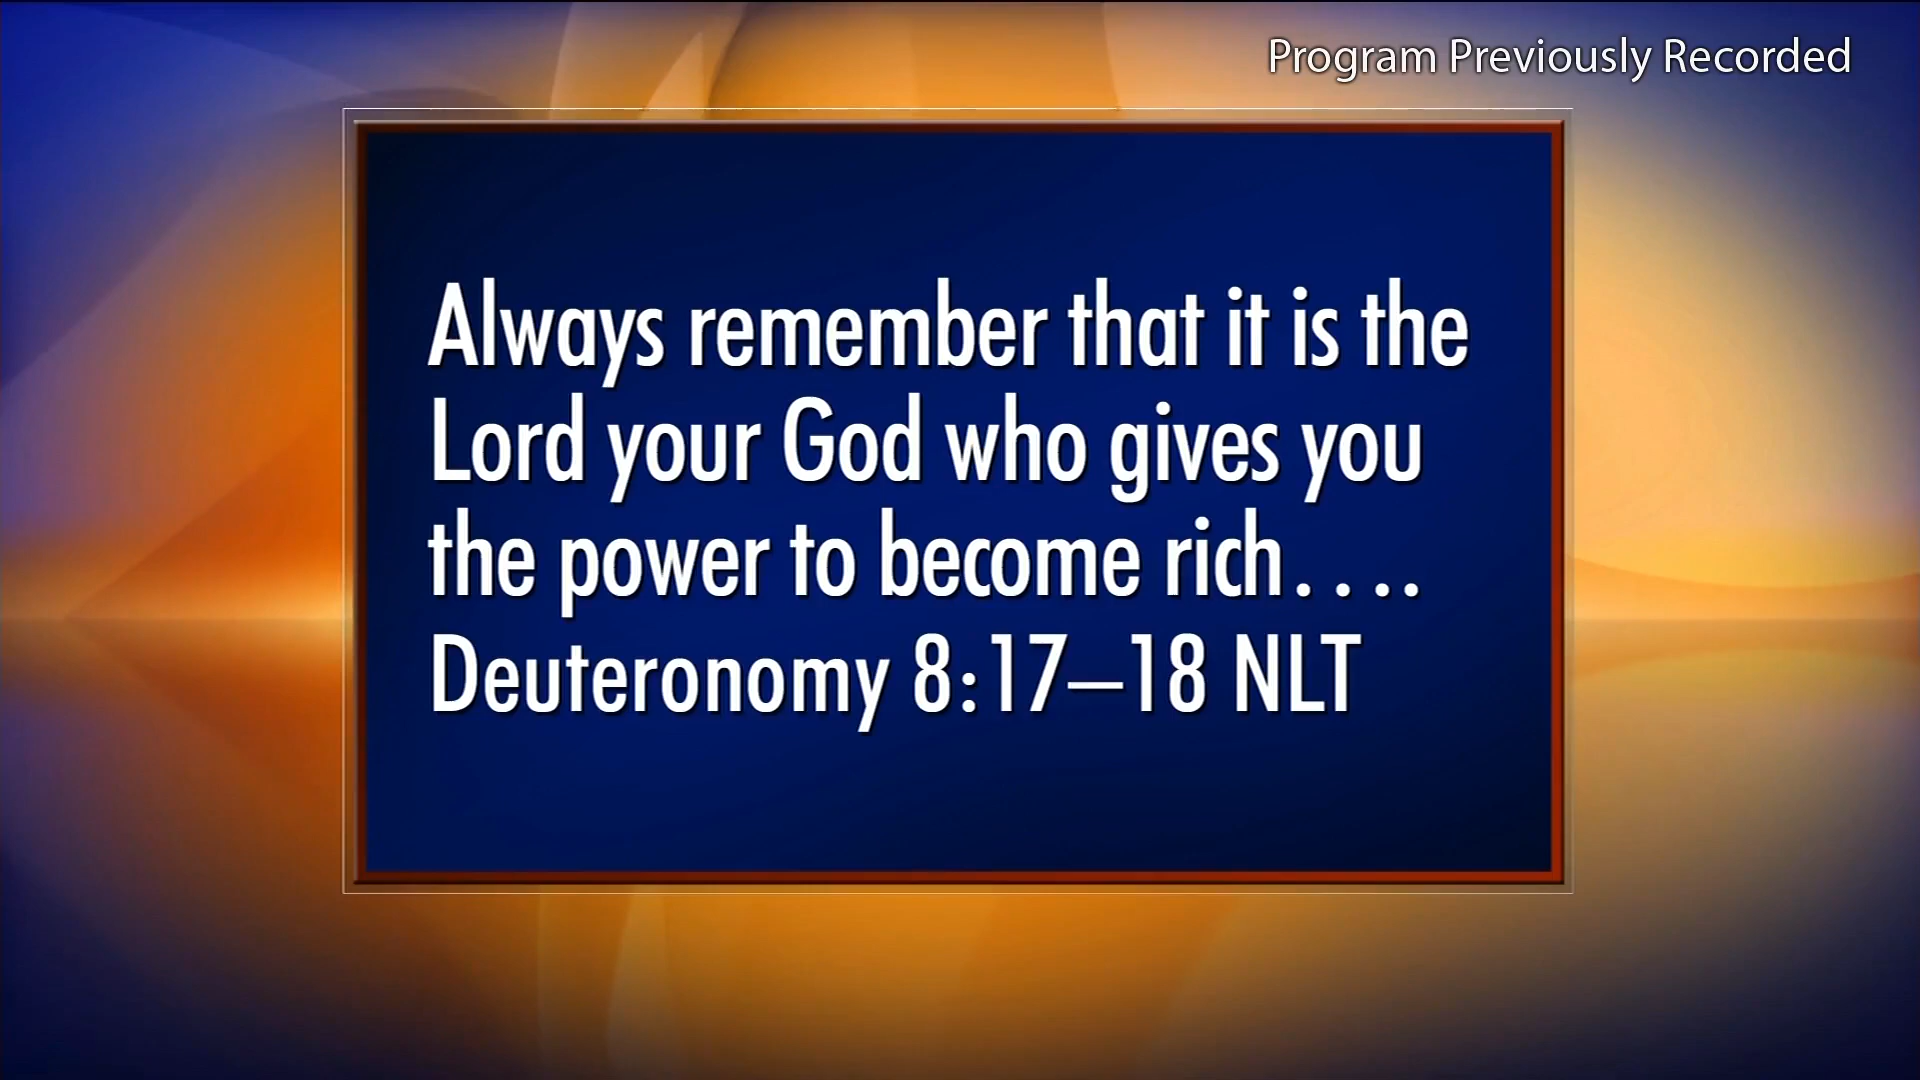 Program Previously Recorded
Always remember that it is the
Lord your God who gives you
the power to become rich....
Deuteronomy 8:17–18 NLT